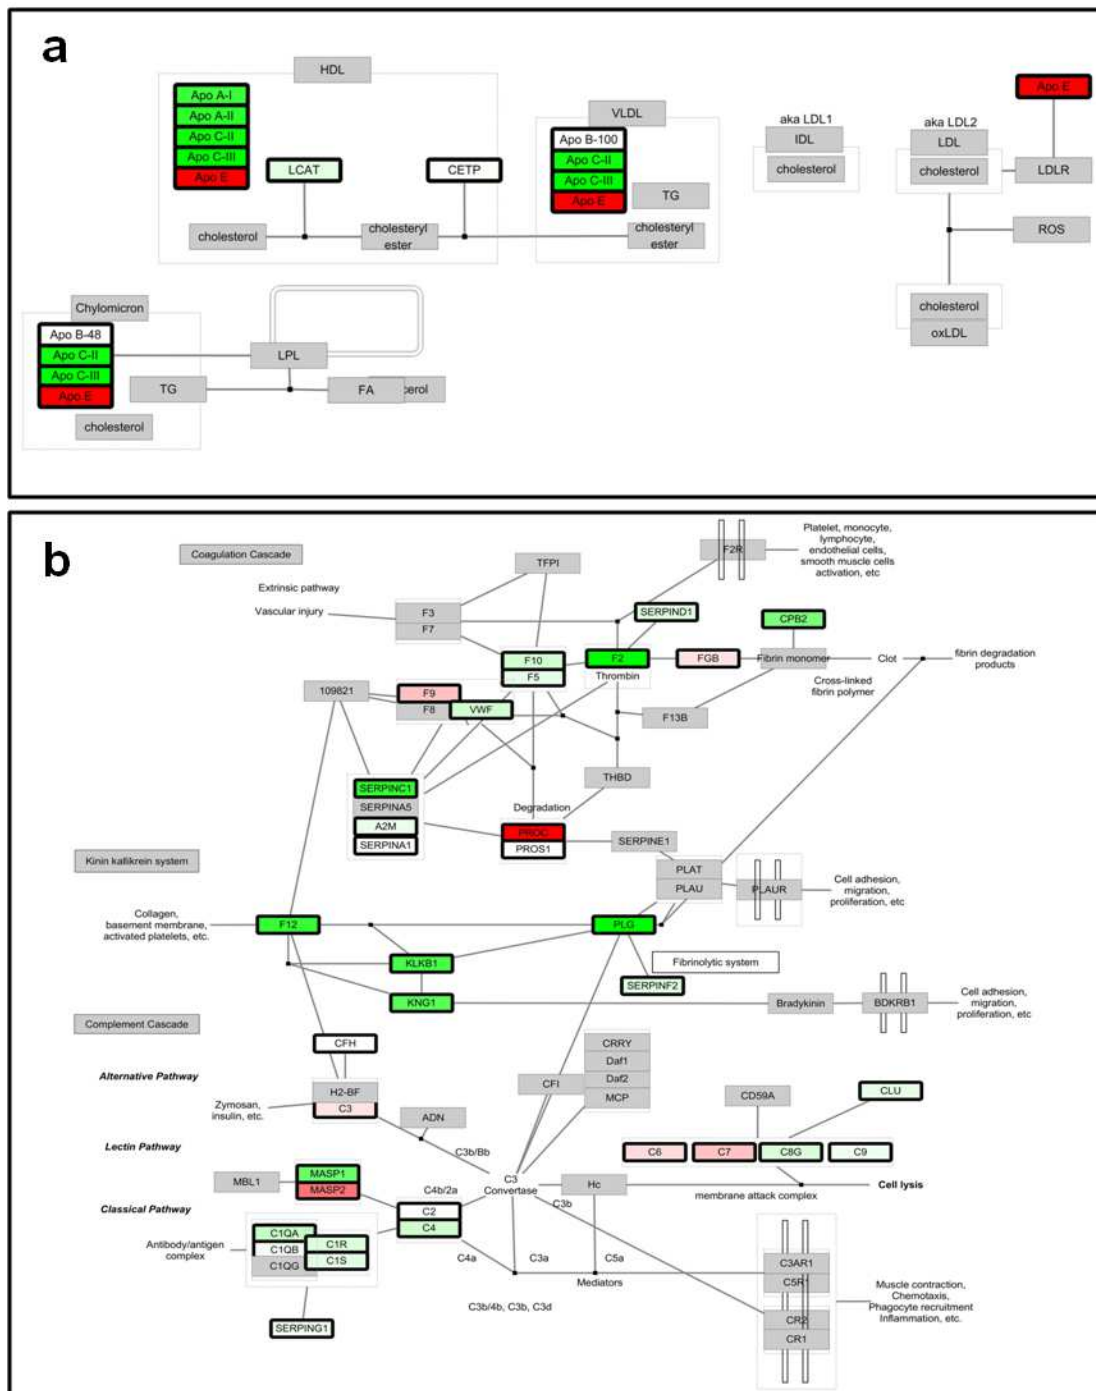 a
HDL
Apo A-I
Apo A-II
Apo C-II
Apo C-III
Apo E
LCAT
CETP
cholesterol
cholesteryl
ester
VLDL
Apo B-100
Apo C-II
Apo C-III
Apo E
TG
cholesteryl
ester
aka LDL1
IDL
cholesterol
aka LDL2
LDL
cholesterol
Apo E
LDLR
ROS
cholesterol
oxLDL
Chylomicron
Apo B-48
Apo C-II
Apo C-III
Apo E
TG
cholesterol
LPL
FA
cerol
b
Coagulation Cascade
Extrinsic pathway
Vascular injury
F3
F7
TFPI
F2R
Platelet, monocyte,
lymphocyte,
endothelial cells,
smooth muscle cells
activation, etc
SERPIND1
CPB2
F10
F5
F2
Thrombin
FGB
Fibrin monomer
Clot
fibrin degradation
products
Cross-linked
fibrin polymer
109821
F9
F8
VWF
F13B
THBD
SERPINC1
SERPINA5
A2M
SERPINA1
Degradation
PROC
PROS1
SERPINE1
PLAT
PLAU
PLAUR
Cell adhesion,
migration,
proliferation, etc
Kinin kallikrein system
Collagen,
basement membrane,
activated platelets, etc.
F12
PLG
KLKB1
Fibrinolytic system
SERPINF2
KNG1
Bradykinin
BDKRB1
Cell adhesion,
migration,
proliferation, etc
Complement Cascade
CFH
Alternative Pathway
Zymosan,
insulin, etc.
H2-BF
C3
ADN
CFI
CRRY
Daf1
Daf2
MCP
CD59A
CLU
Lectin Pathway
C3b/Bb
C6
C7
C8G
C9
MBL1
MASP1
MASP2
C4b/2a
C3
Convertase
C3b
Hc
membrane attack complex
Cell lysis
Classical Pathway
C2
C4
Antibody/antigen
complex
C1QA
C1QB
C1QG
C1R
C1S
C4a
C3a
C5a
Mediators
C3AR1
C5R1
CR2
CR1
Muscle contraction,
Chemotaxis,
Phagocyte recruitment
Inflammation, etc.
C3b/4b, C3b, C3d
SERPING1